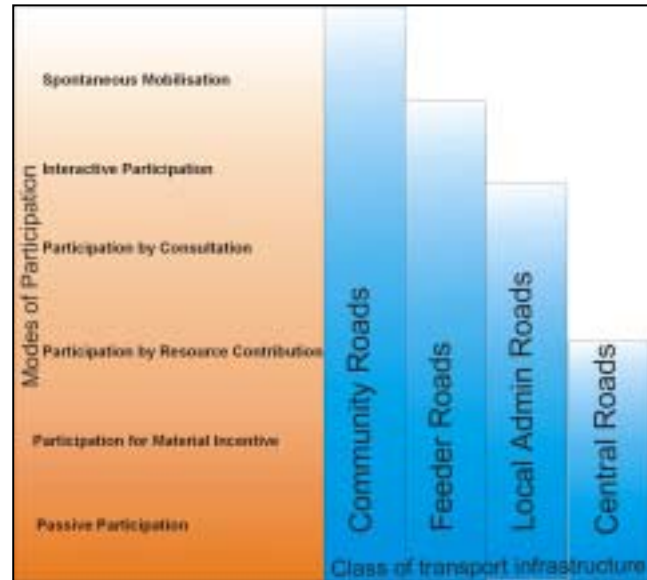 Modes of Participation
Spontaneous Mobilisation
Interactive Participation
Participation by Consultation
Participation by Resource Contribution
Participation for Material Incentive
Passive Participation
Community Roads
Feeder Roads
Local Admin Roads
Central Roads
Class of transport infrastructure